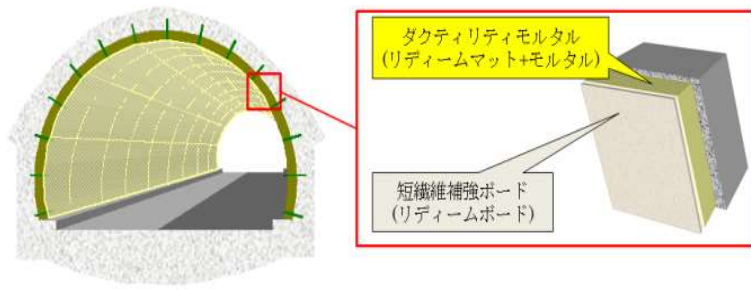 ダクティリティモルタル
(リディームマット+モルタル)
短繊維補強ボード
(リディームボード)